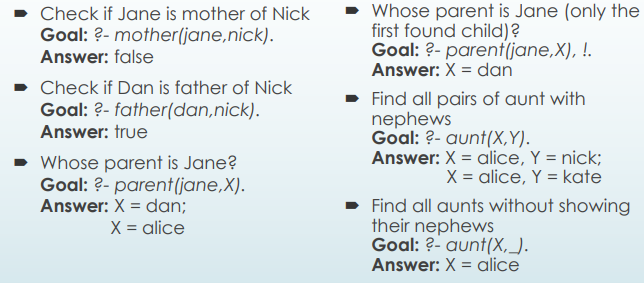 Check if Jane is mother of Nick
Goal: ?- mother(jane,nick).
Answer: false
Check if Dan is father of Nick
Goal: ?- father(dan,nick).
Answer: true
Whose parent is Jane?
Goal: ?- parent(jane,X).
Answer: X = dan;
X = alice
Whose parent is Jane (only the
first found child)?
Goal: ?- parent(jane,X), !.
Answer: X = dan
Find all pairs of aunt with
nephews
Goal: ?- aunt(X,Y).
Answer: X = alice, Y = nick;
X = alice, Y = kate
Find all aunts without showing
their nephews
Goal: ?- aunt(X,_).
Answer: X = alice